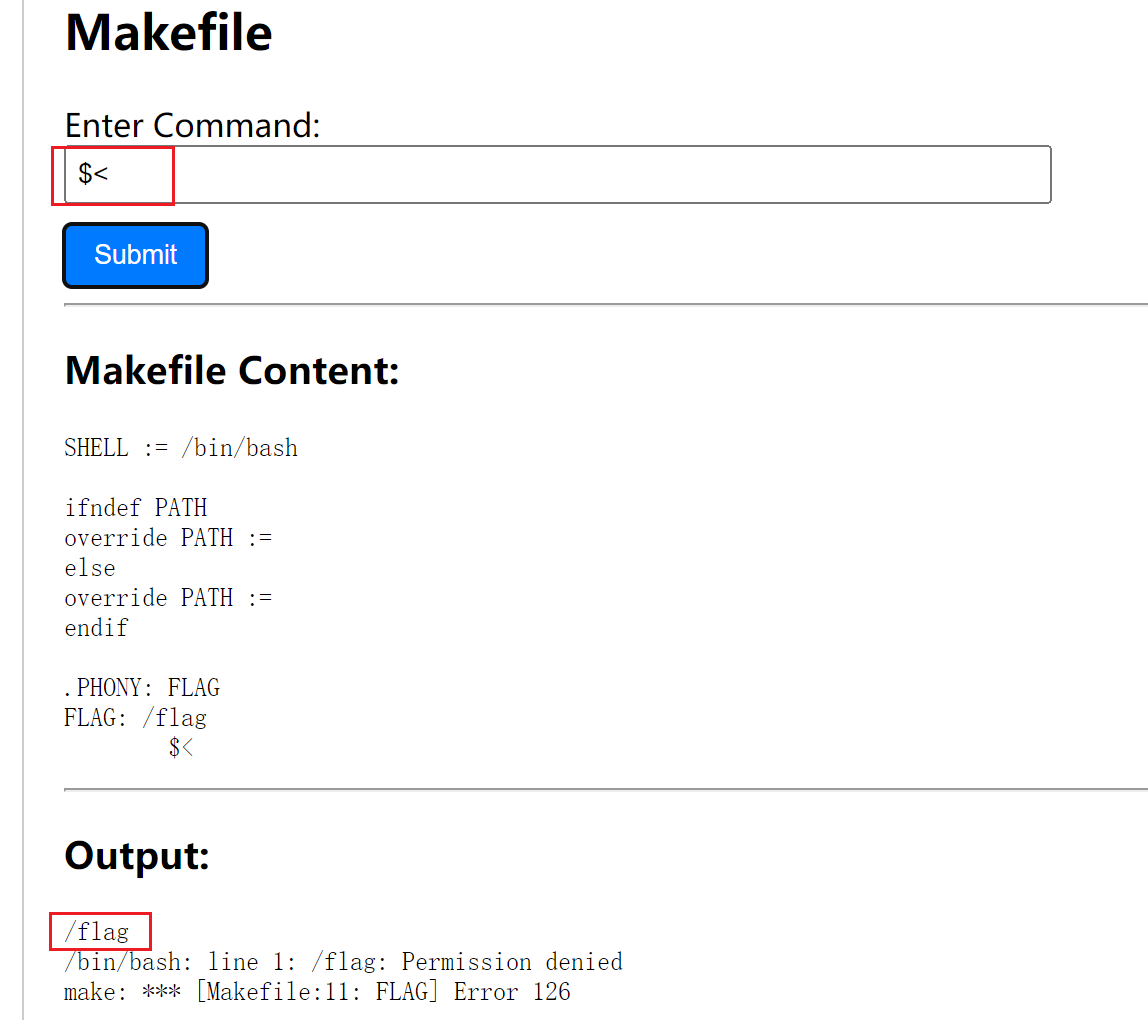 Makefile
Enter Command:
$<
Submit
Makefile Content:
SHELL := /bin/bash
ifndef PATH
override PATH :=
else
override PATH :=
endif
.PHONY: FLAG
FLAG: /flag
$<
Output:
/flag
/bin/bash: line 1: /flag: Permission denied
make: *** [Makefile:11: FLAG] Error 126